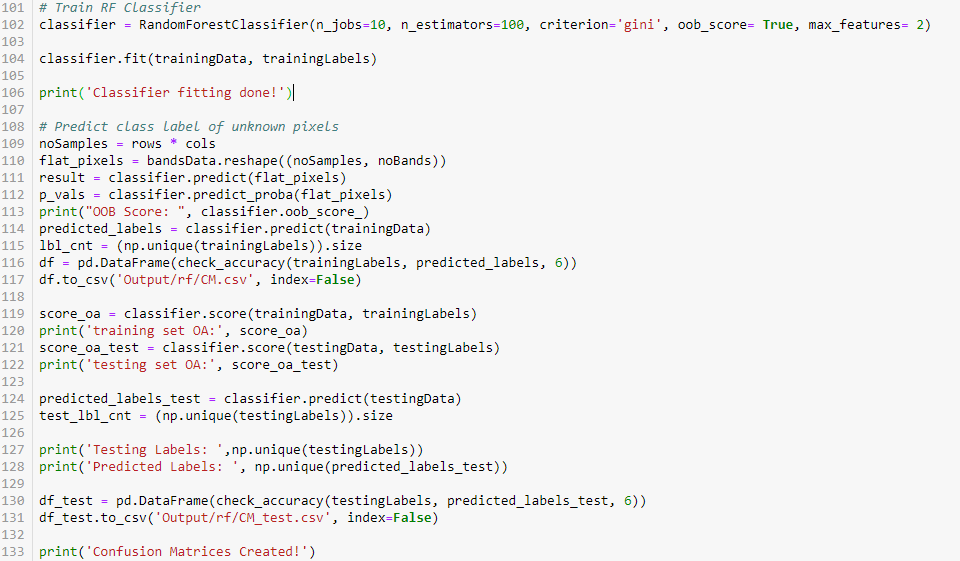 101 # Train RF Classifier
102 classifier = RandomForestClassifier(n_jobs=10, n_estimators=100, criterion='gini', oob_score= True, max_features= 2)
103
104 classifier.fit(trainingData, trainingLabels)
105
106 print('Classifier fitting done!')
107
108 # Predict class label of unknown pixels
109 noSamples = rows * cols
110 flat_pixels = bandsData.reshape((noSamples, noBands))
111 result = classifier.predict(flat_pixels)
112 p_vals = classifier.predict_proba(flat_pixels)
113 print("OOB Score: ", classifier.oob_score_)
114 predicted_labels = classifier.predict(trainingData)
115 lbl_cnt = (np.unique(trainingLabels)).size
116 df = pd.DataFrame(check_accuracy(trainingLabels, predicted_labels, 6))
117 df.to_csv('Output/rf/CM.csv', index=False)
118
119 score_oa = classifier.score(trainingData, trainingLabels)
120 print('training set OA:', score_oa)
121 score_oa_test = classifier.score(testingData, testingLabels)
122 print('testing set OA:', score_oa_test)
123
124 predicted_labels_test = classifier.predict(testingData)
125 test_lbl_cnt = (np.unique(testingLabels)).size
126
127 print('Testing Labels: ',np.unique(testingLabels))
128 print('Predicted Labels: ', np.unique(predicted_labels_test))
129
130 df_test = pd.DataFrame(check_accuracy(testingLabels, predicted_labels_test, 6))
131 df_test.to_csv('Output/rf/CM_test.csv', index=False)
132
133 print('Confusion Matrices Created!')